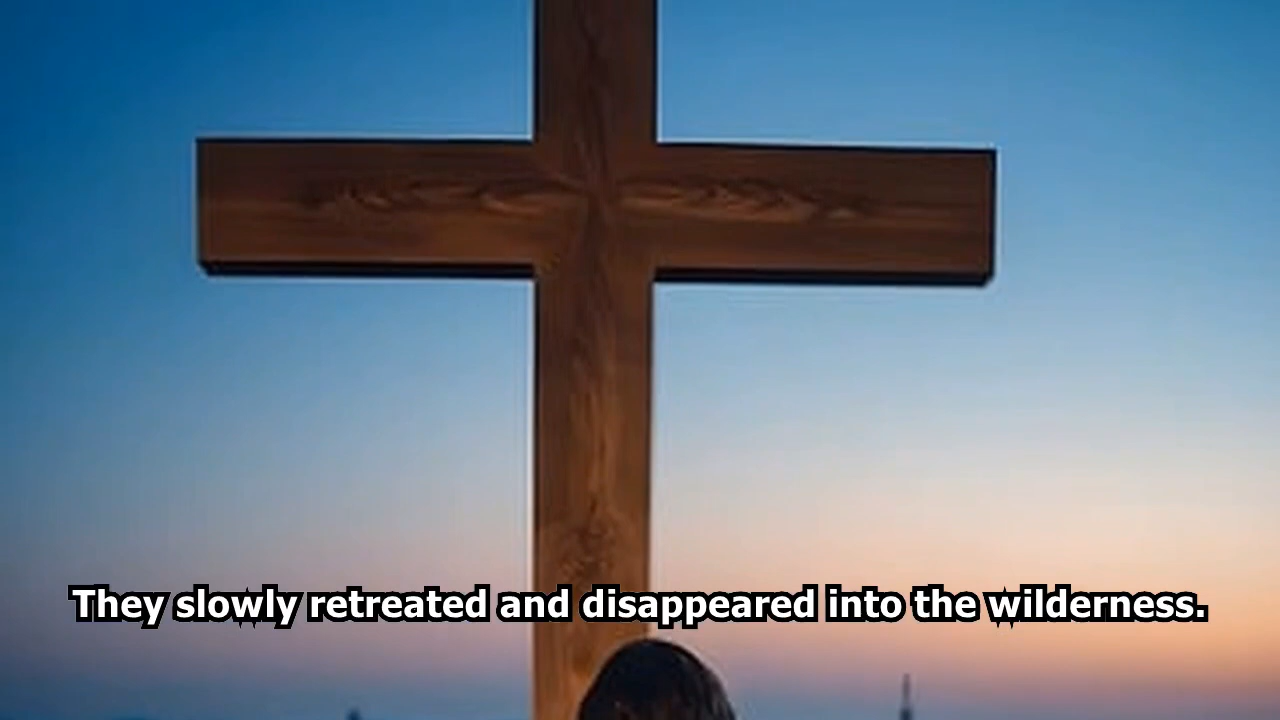 They slowly retreated and disappeared into the wilderness.